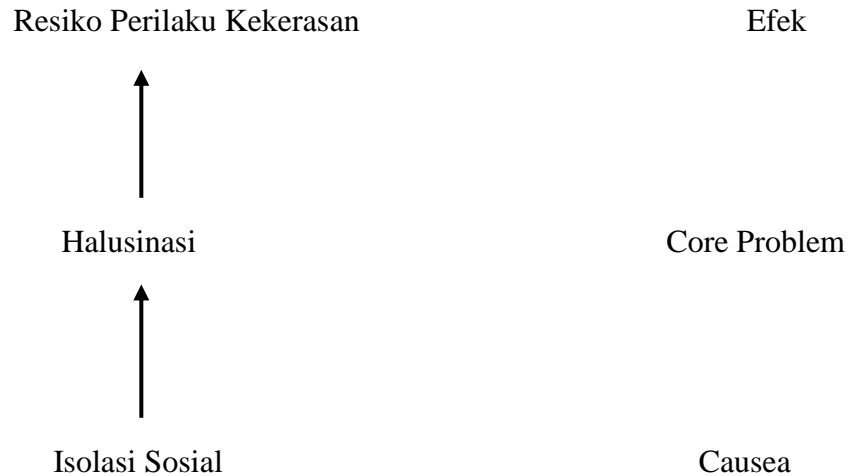 Resiko Perilaku Kekerasan Efek
Halusinasi Core Problem
Isolasi Sosial Causea